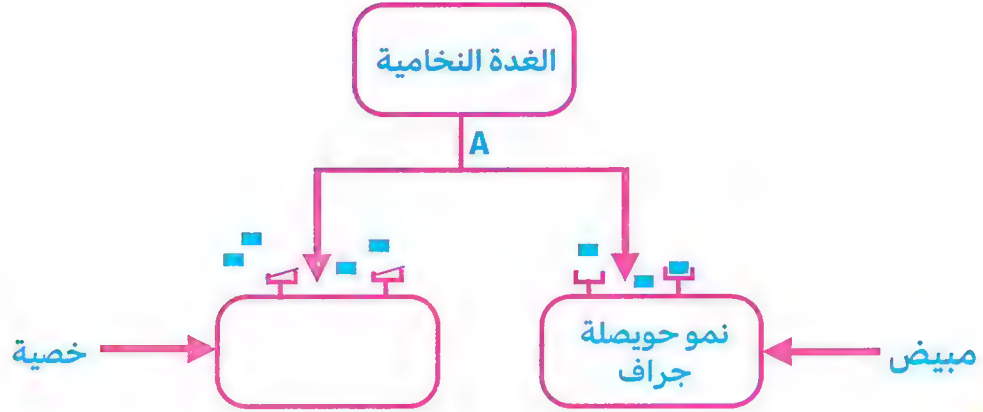 الغدة النخامية
A
خصية
نمو حويصلة
جراف
مبيض